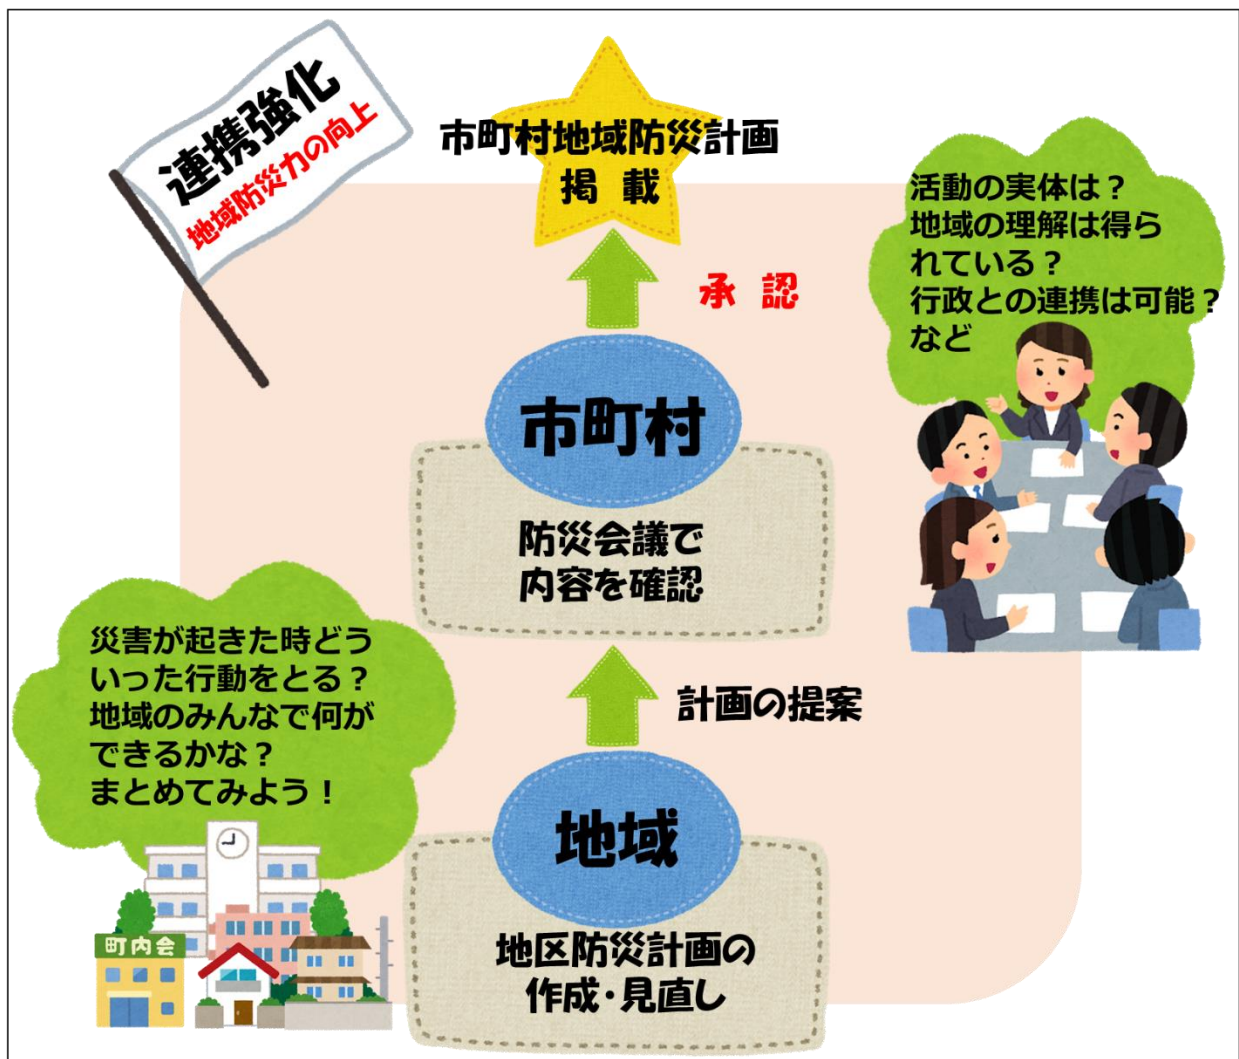 連携強化
地域防災力の向上
市町村地域防災計画
掲 載
活動の実体は？
地域の理解は得ら
れている？
行政との連携は可能？
など
承 認
市町村
防災会議で
内容を確認
災害が起きた時どう
いった行動をとる？
地域のみんなで何が
できるかな？
まとめてみよう！
計画の提案
地域
町内会
地区防災計画の
作成・見直し